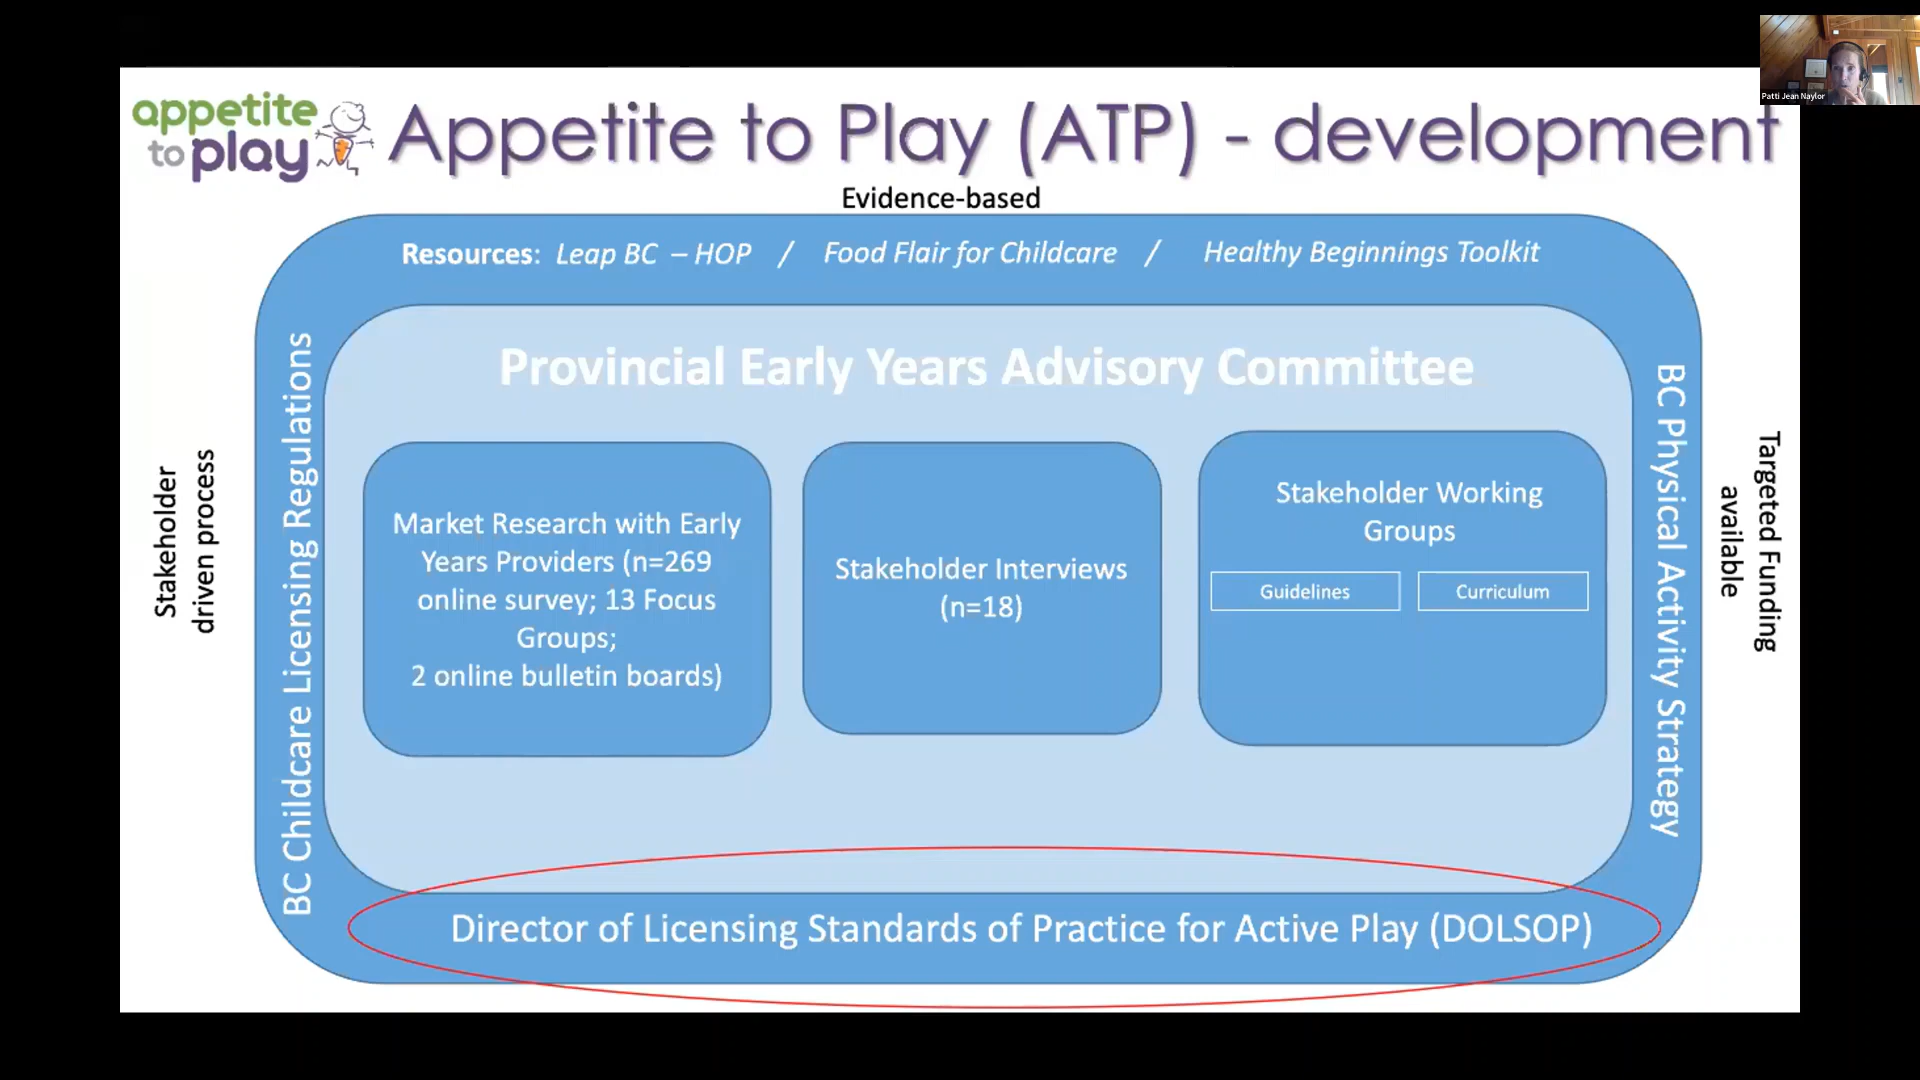 appetite
to play
Appetite to Play (ATP) - development
Patti Jean Naylor
Evidence-based
Resources: Leap BC – HOP / Food Flair for Childcare / Healthy Beginnings Toolkit
Stakeholder
driven process
BC Childcare Licensing Regulations
Provincial Early Years Advisory Committee
Market Research with Early
Years Providers (n=269
online survey; 13 Focus
Groups;
2 online bulletin boards)
Stakeholder Interviews
(n=18)
Stakeholder Working
Groups
Guidelines
Curriculum
BC Physical Activity Strategy
Targeted Funding
available
Director of Licensing Standards of Practice for Active Play (DOLSOP)